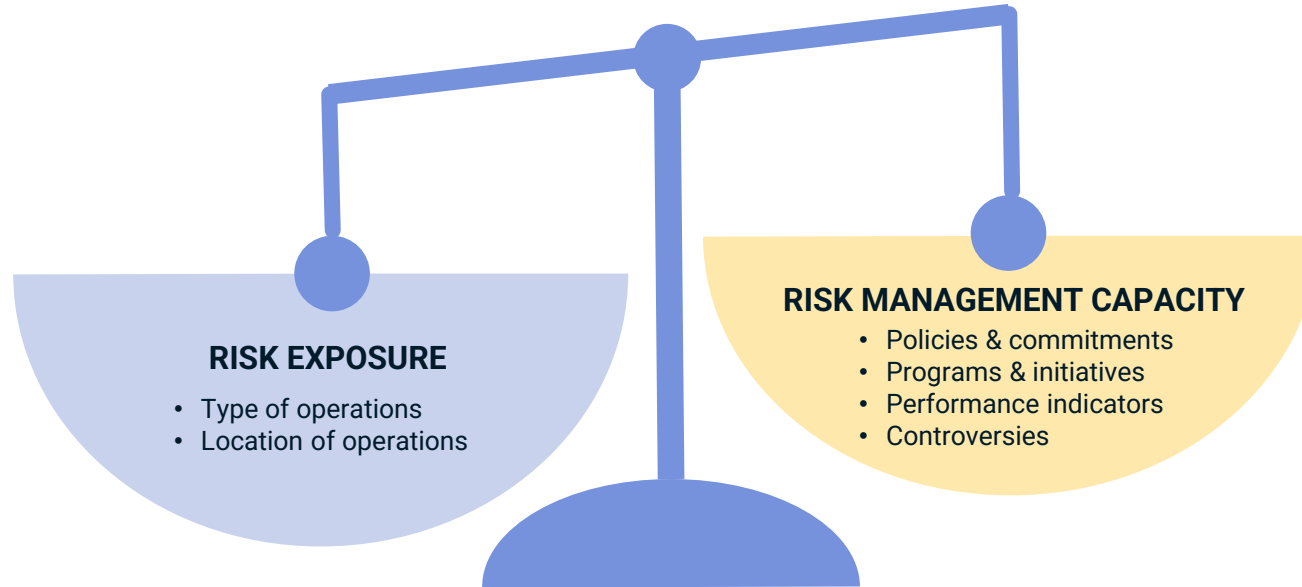 RISK EXPOSURE
• Type of operations
• Location of operations
RISK MANAGEMENT CAPACITY
• Policies & commitments
• Programs & initiatives
• Performance indicators
• Controversies